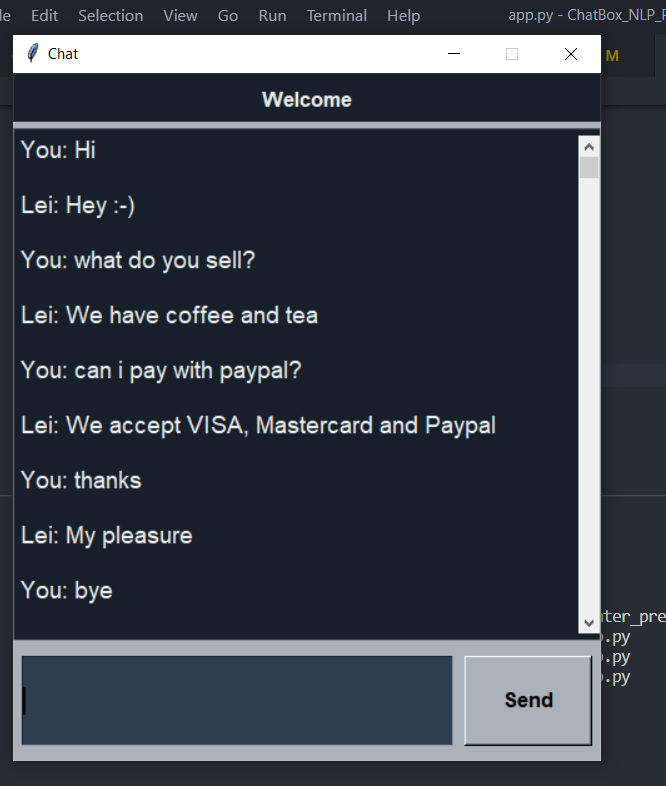 Edit Selection View Go Run Terminal Help app.py - ChatBox_NLP_
Chat
M
Welcome
You: Hi
Lei: Hey :-)
You: what do you sell?
Lei: We have coffee and tea
You: can i pay with paypal?
Lei: We accept VISA, Mastercard and Paypal
You: thanks
Lei: My pleasure
You: bye
nter_pre
.py
.py
.py
Send